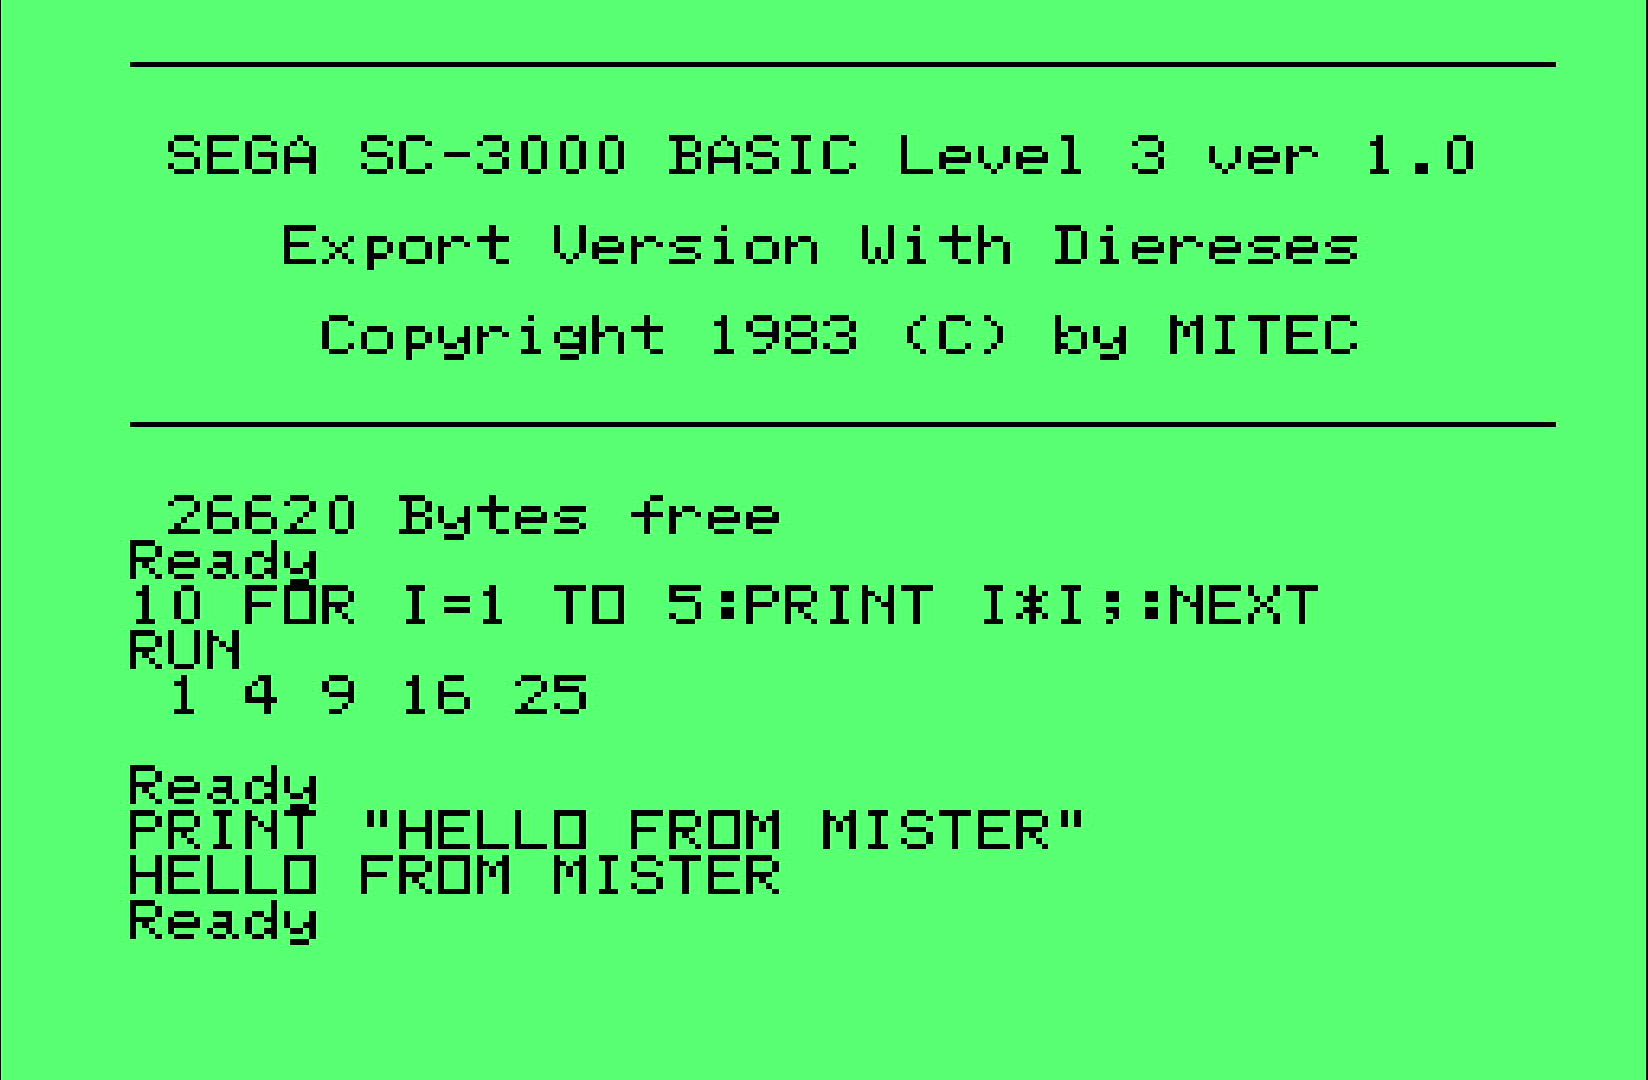 SEGA SC-3000 BASIC Level 3 ver 1.0
Export Version With Diereses
Copyright 1983 (C) by MITEC
26620 Bytes free
Ready
10 FOR I=1 TO 5:PRINT I*I;:NEXT
RUN
1 4 9 16 25
Ready
PRINT "HELLO FROM MISTER"
HELLO FROM MISTER
Ready